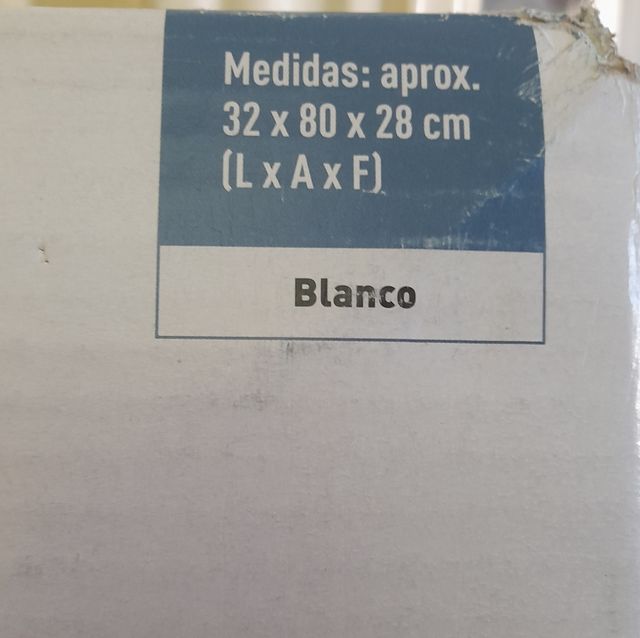 Medidas: aprox.
32 x 80 x 28 cm
(L x A x F)
Blanco